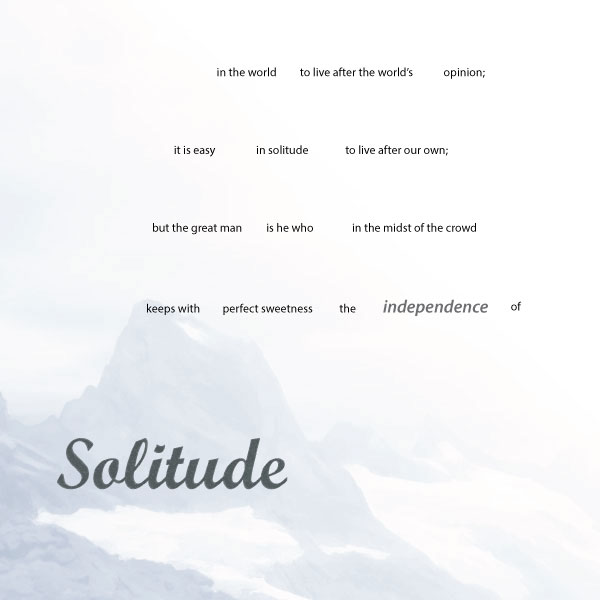 in the world to live after the world’s opinion;
it is easy in solitude to live after our own;
but the great man is he who in the midst of the crowd
keeps with perfect sweetness the independence of
Solitude